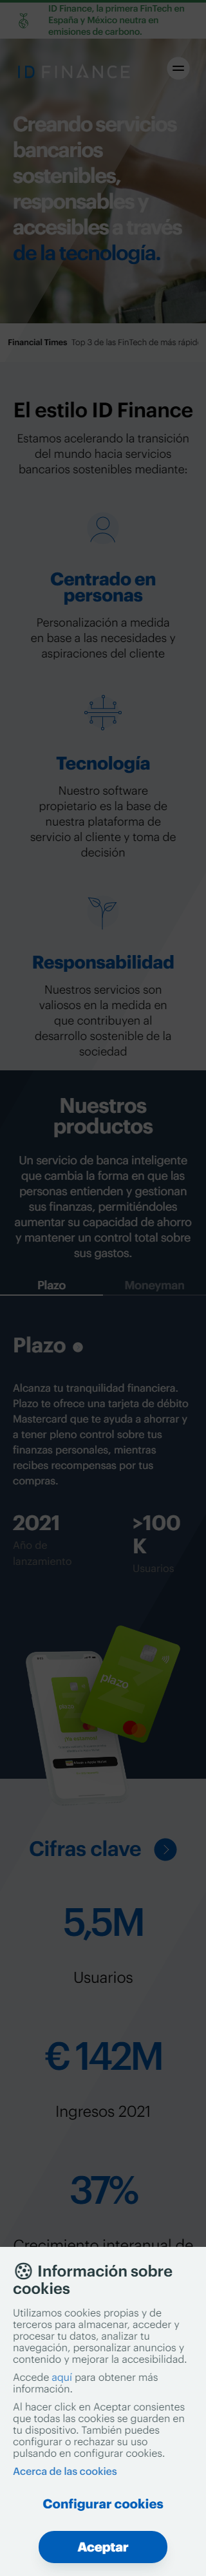 ID Finance, la primera FinTech en
España y México neutra en
emisiones de carbono.
ID FINANCE
Creando servicios
bancarios
sostenibles,
responsables y
accesibles a través
de la tecnología.
Financial Times Top 3 de las FinTech de más rápid
El estilo ID Finance
Estamos acelerando la transición
del mundo hacia servicios
bancarios sostenibles mediante:
Centrado en
personas
Personalización a medida
en base a las necesidades y
aspiraciones del cliente
Tecnología
Nuestro software
propietario es la base de
nuestra plataforma de
servicio al cliente y toma de
decisión
Responsabilidad
Nuestros servicios son
valiosos en la medida en
que contribuyen al
desarrollo sostenible de la
sociedad
Nuestros
productos
Un servicio de banca inteligente
que cambia la forma en que las
personas entienden y gestionan
sus finanzas, permitiéndoles
aumentar su capacidad de ahorro
y mantener un control total sobre
sus gastos.
Plazo Moneyman
Plazo
Alcanza tu tranquilidad financiera.
Plazo te ofrece una tarjeta de débito
Mastercard que te ayuda a ahorrar y
a tener pleno control sobre tus
finanzas personales, mientras
recibes recompensas por tus
compras.
2021
Año de
lanzamiento
>100
K
Usuarios
plazo
Cifras clave
5,5M
Usuarios
€ 142M
Ingresos 2021
37%
Crecimiento interanual de
Información sobre
cookies
Utilizamos cookies propias y de
terceros para almacenar, acceder y
procesar tu datos, analizar tu
navegación, personalizar anuncios y
contenido y mejorar la accesibilidad.
Accede aquí para obtener más
información.
Al hacer click en Aceptar consientes
que todas las cookies se guarden en
tu dispositivo. También puedes
configurar o rechazar su uso
pulsando en configurar cookies.
Acerca de las cookies
Configurar cookies
Aceptar